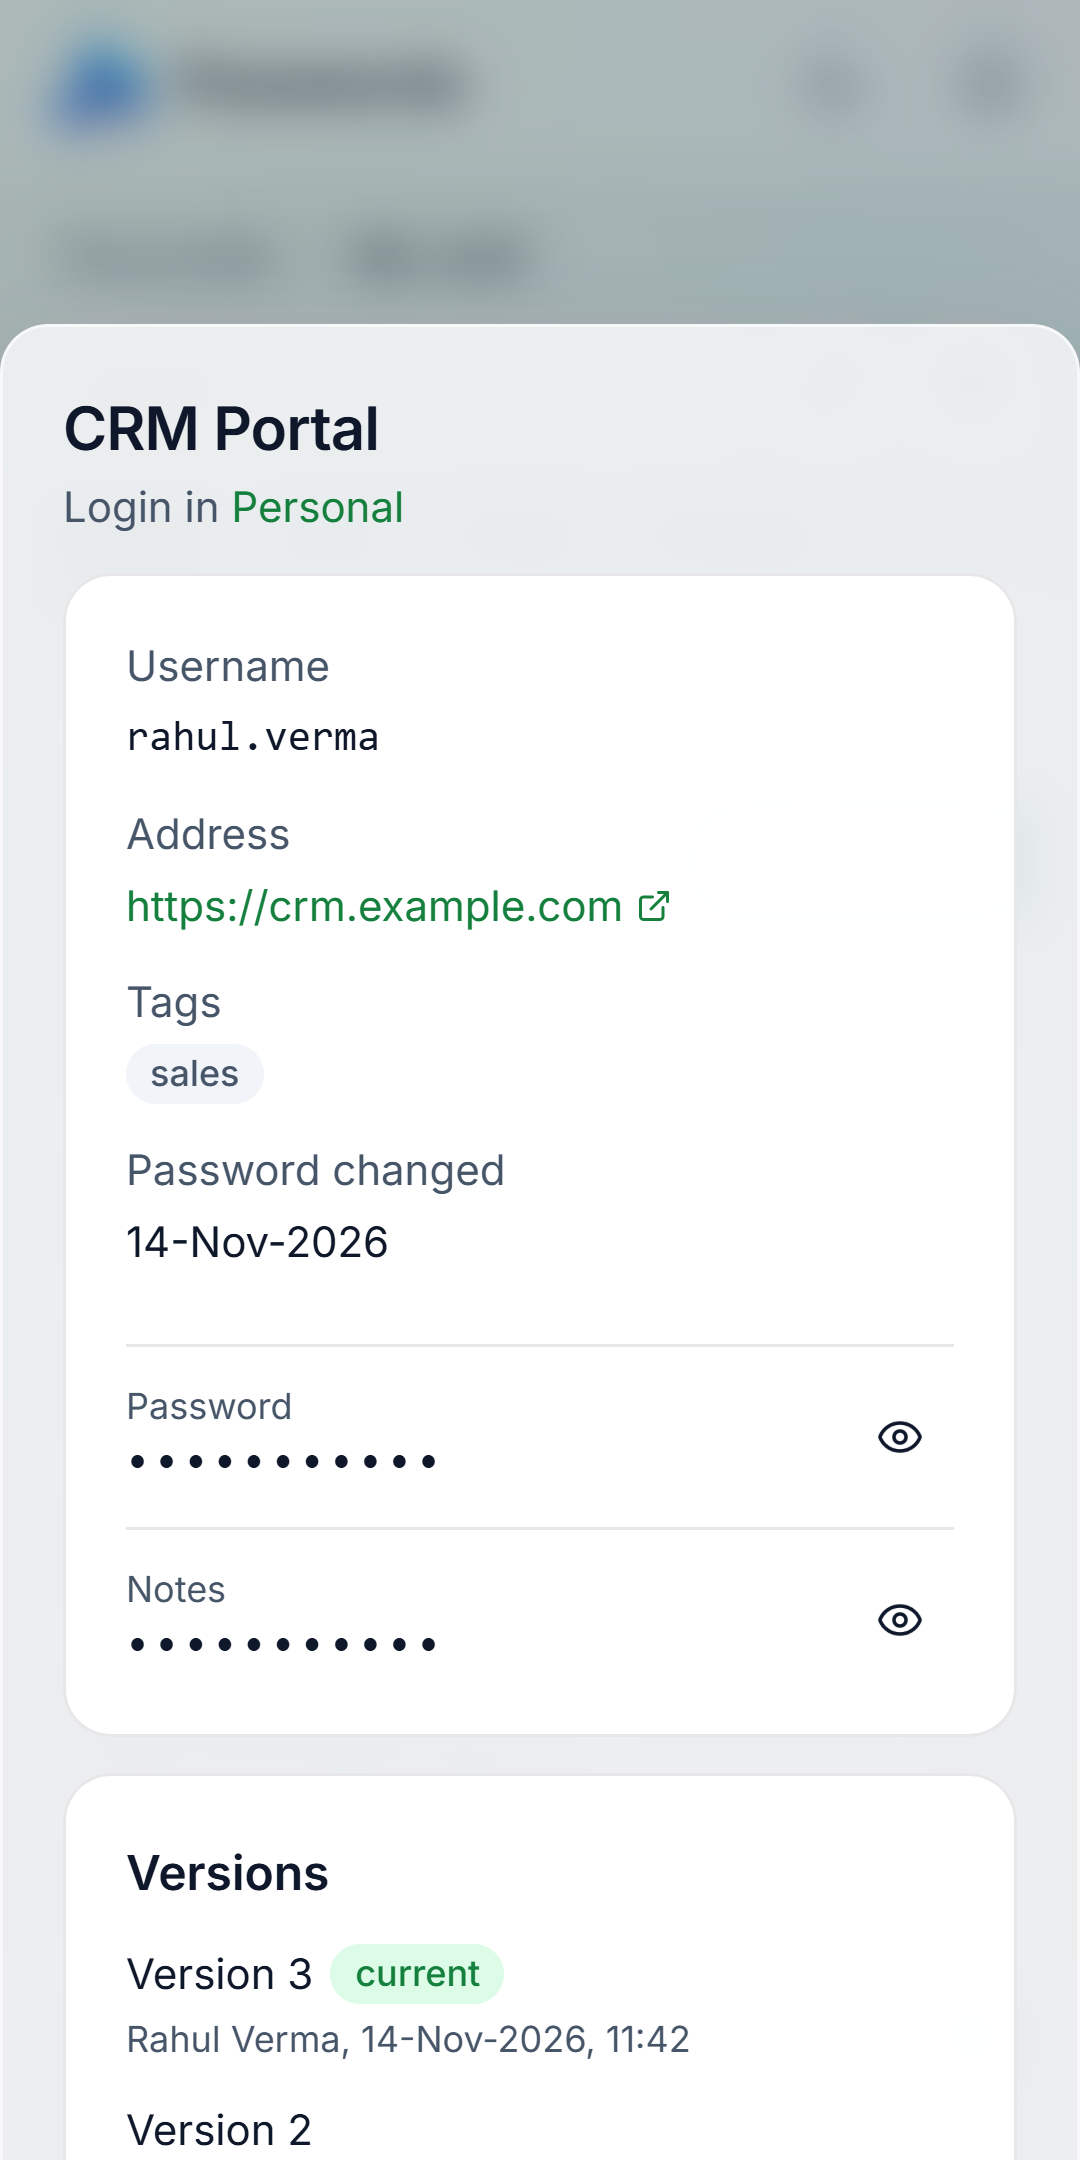 CRM Portal
Login in Personal
Username
rahul.verma
Address
https://crm.example.com
Tags
sales
Password changed
14-Nov-2026
Password
•••••••••••
Notes
•••••••••••
Versions
Version 3 current
Rahul Verma, 14-Nov-2026, 11:42
Version 2